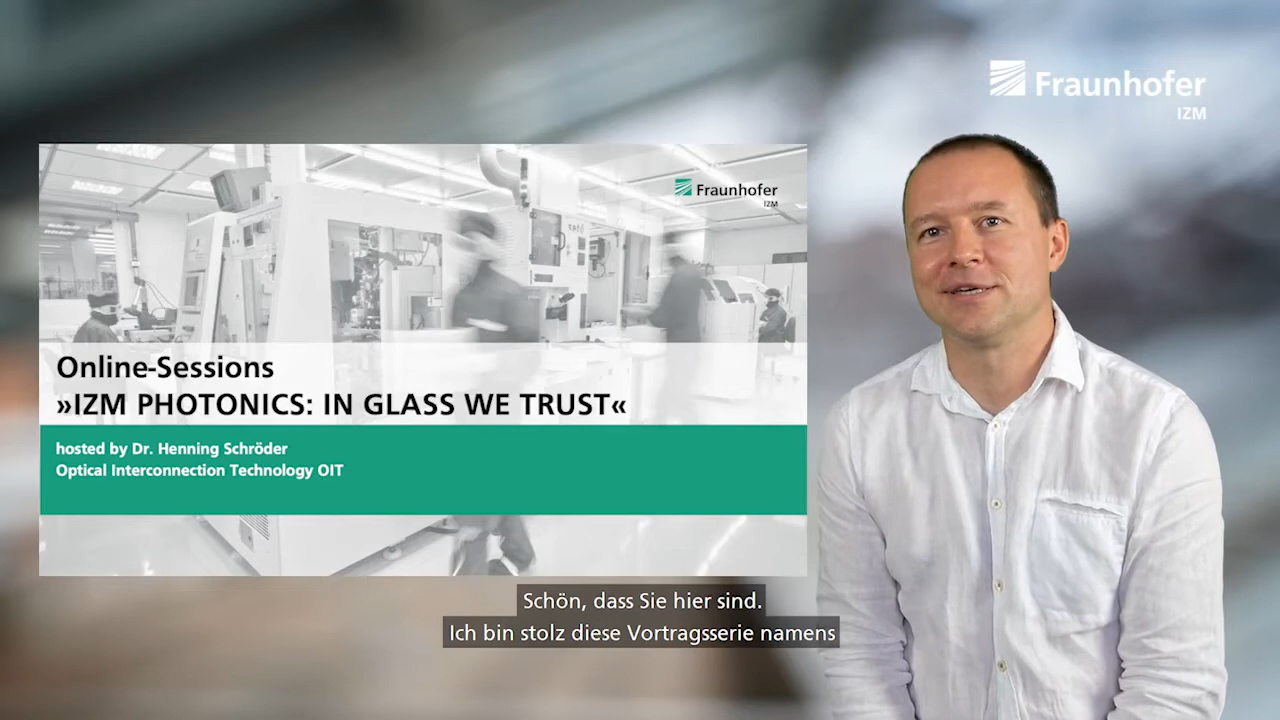 Fraunhofer
IZM
Fraunhofer
IZM
Online-Sessions
»IZM PHOTONICS: IN GLASS WE TRUST«
hosted by Dr. Henning Schröder
Optical Interconnection Technology OIT
Schön, dass Sie hier sind.
Ich bin stolz diese Vortragsserie namens